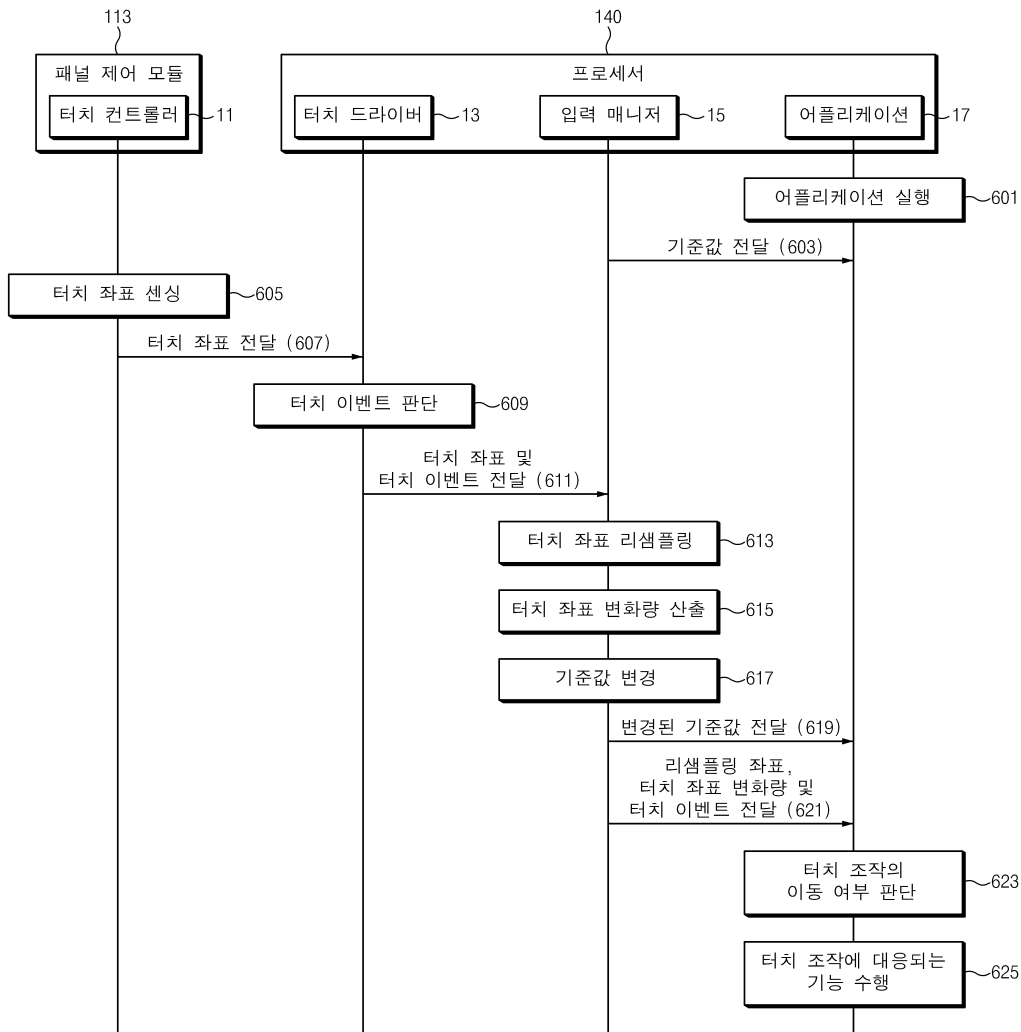 113
140
패널 제어 모듈
프로세서
터치 컨트롤러
11
터치 드라이버
13
입력 매니저
15
어플리케이션
17
어플리케이션 실행
601
기준값 전달 (603)
터치 좌표 센싱
605
터치 좌표 전달 (607)
터치 이벤트 판단
609
터치 좌표 및
터치 이벤트 전달 (611)
터치 좌표 리샘플링
613
터치 좌표 변화량 산출
615
기준값 변경
617
변경된 기준값 전달 (619)
리샘플링 좌표,
터치 좌표 변화량 및
터치 이벤트 전달 (621)
터치 조작의
이동 여부 판단
623
터치 조작에 대응되는
기능 수행
625